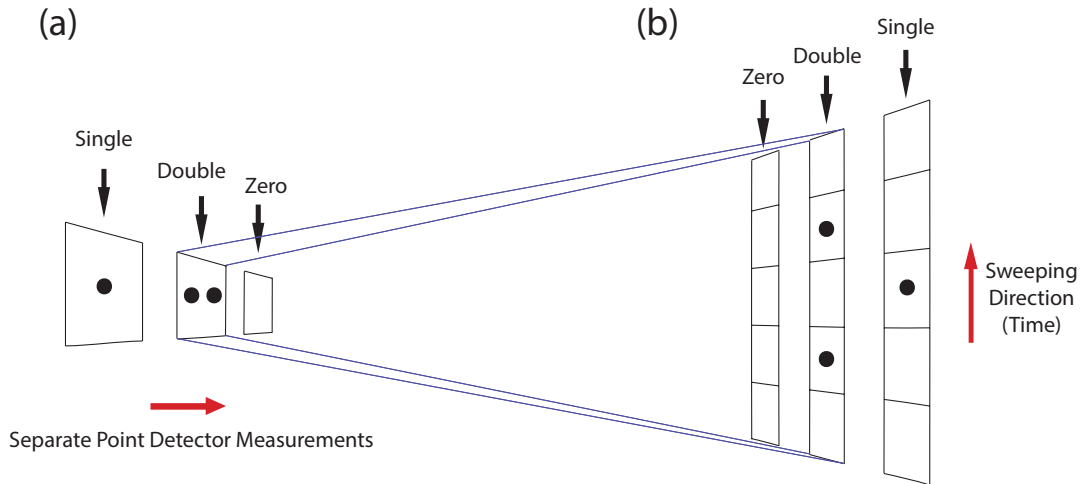 (a)
Single
Double
Zero
Separate Point Detector Measurements
(b)
Zero
Double
Single
Sweeping
Direction
(Time)